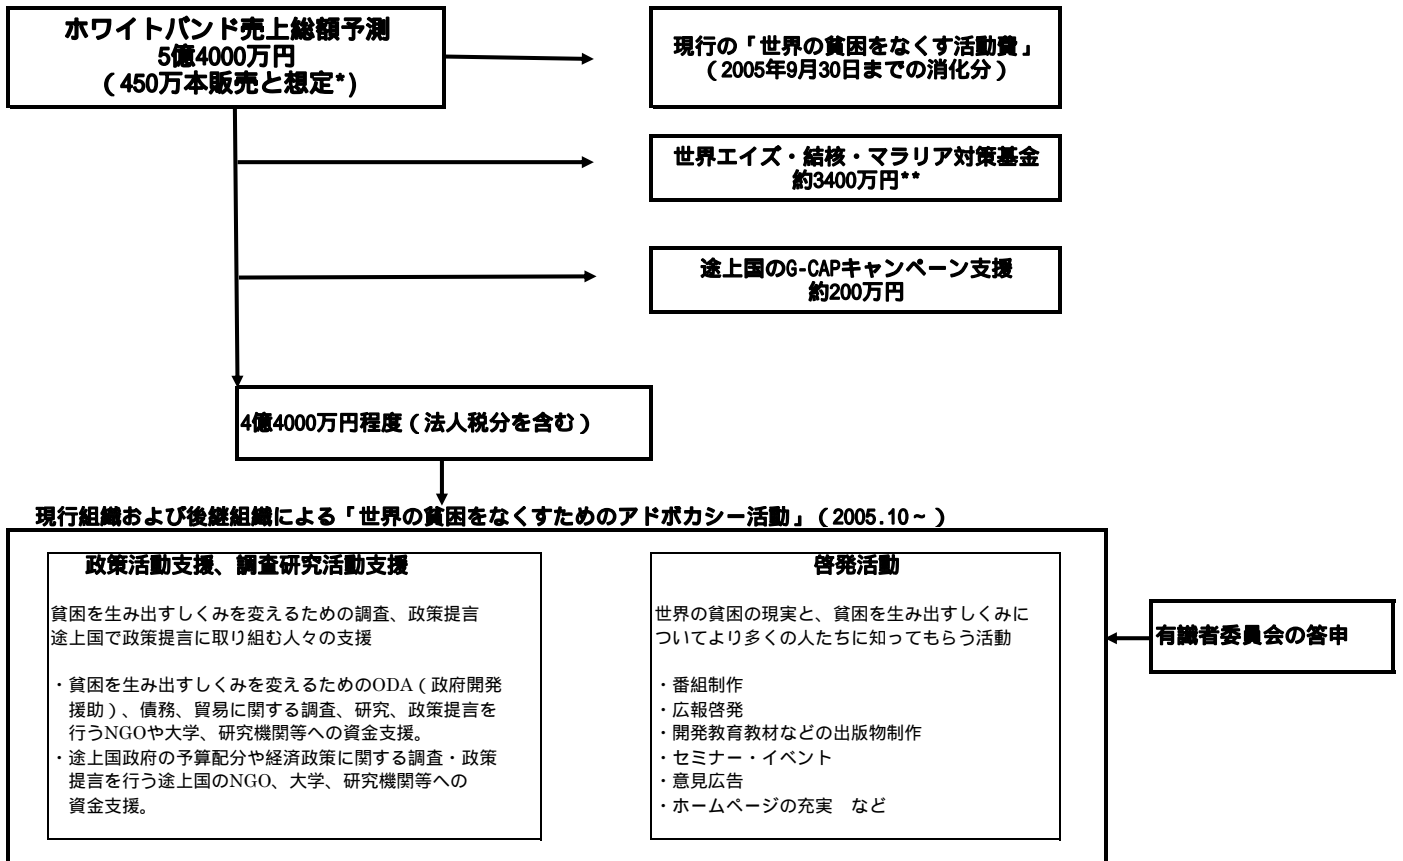 ホワイトバンド売上総額予測
5億4000万円
（450万本販売と想定*)
現行の「世界の貧困をなくす活動費」
（2005年9月30日までの消化分）
世界エイズ・結核・マラリア対策基金
約3400万円**
途上国のG-CAPキャンペーン支援
約200万円
4億4000万円程度（法人税分を含む）
現行組織および後継組織による「世界の貧困をなくすためのアドボカシー活動」（2005.10～）
政策活動支援、調査研究活動支援
貧困を生み出すしくみを変えるための調査、政策提言
途上国で政策提言に取り組む人々の支援
・貧困を生み出すしくみを変えるためのODA（政府開発
援助）、債務、貿易に関する調査、研究、政策提言を
行うNGOや大学、研究機関等への資金支援。
・途上国政府の予算配分や経済政策に関する調査・政策
提言を行う途上国のNGO、大学、研究機関等への
資金支援。
啓発活動
世界の貧困の現実と、貧困を生み出すしくみに
ついてより多くの人たちに知ってもらう活動
・番組制作
・広報啓発
・開発教育教材などの出版物制作
・セミナー・イベント
・意見広告
・ホームページの充実　など
有識者委員会の答申